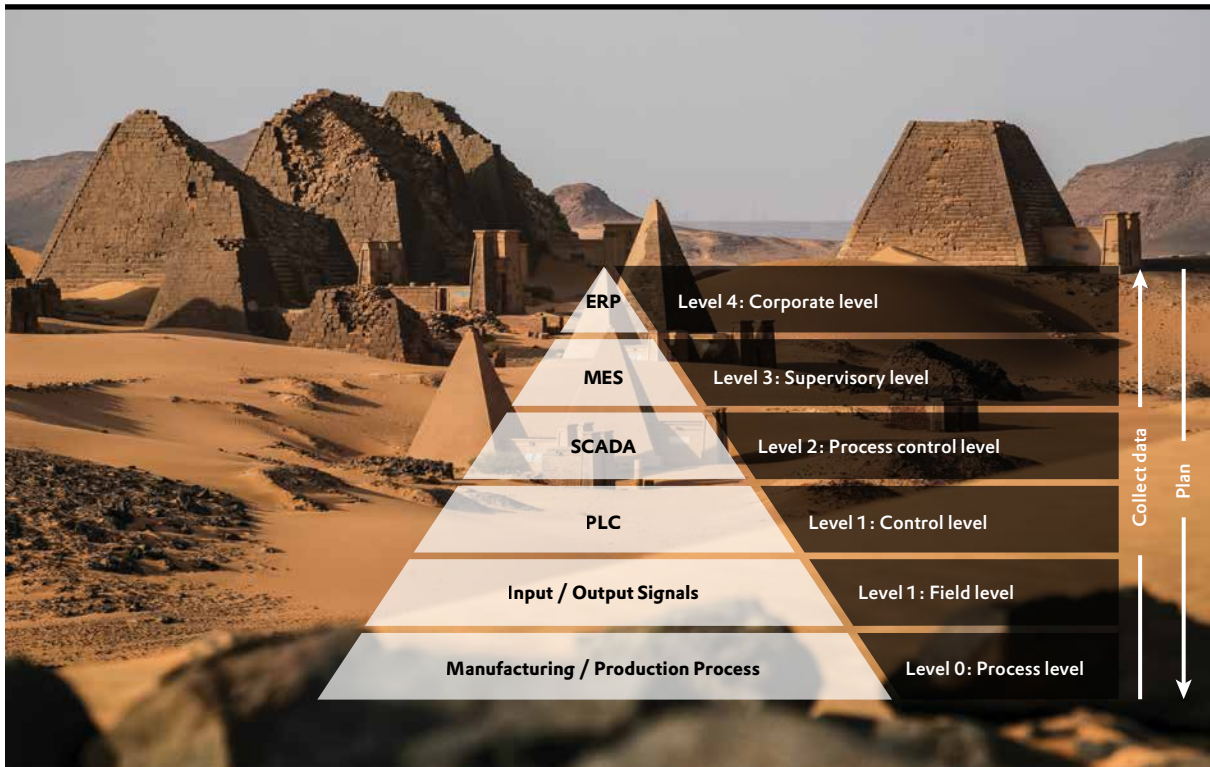 ERP
Level 4: Corporate level
MES
Level 3: Supervisory level
SCADA
Level 2: Process control level
PLC
Level 1: Control level
Input / Output Signals
Level 1: Field level
Manufacturing / Production Process
Level 0: Process level
Collect data
Plan